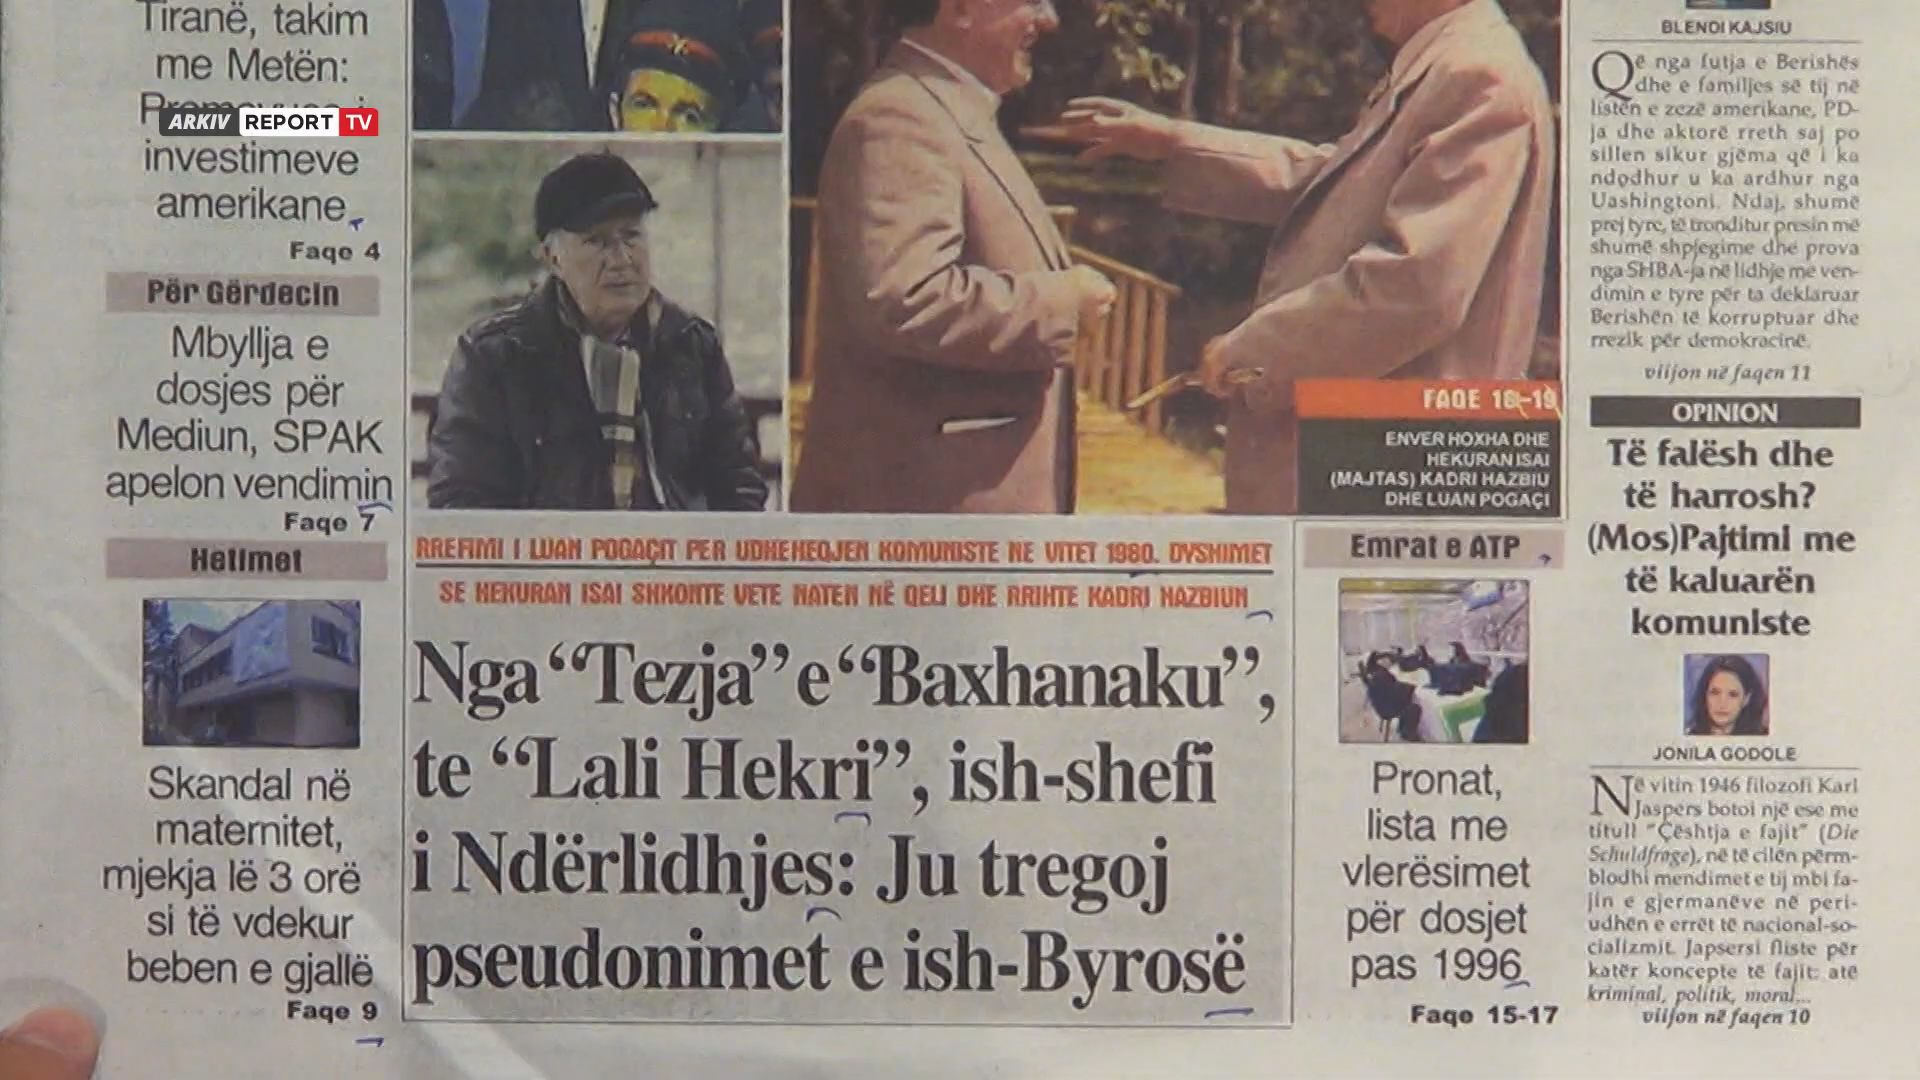 Tiranë, takim
me Metën:
investimeve
amerikane
Faqe 4
ARKIV REPORT TV
Për Gërdecin
Mbyllja e
dosjes për
Mediun, SPAK
apelon vendimin
Faqe 7
Hetimet
Skandal në
maternitet,
mjekja lë 3 orë
si të vdekur
beben e gjallë
Faqe 9
FAQE 18-19
ENVER HOXHA DHE
HEKURAN ISAI
(MAJTAS) KADRI HAZBIU
DHE LUAN POGAÇI
RREFIMI I LUAN POGAÇIT PËR UDHËHEQJEN KOMUNISTE NË VITET 1980. DYSHIMET
SE HEKURAN ISAI SHKONTE VETË NATËN NË QELI DHE RRIHTE KADRI HAZBIUN
Nga “Tezja” e “Baxhanaku”,
te “Lali Hekri”, ish-shefi
i Ndërlidhjes: Ju tregoj
pseudonimet e ish-Byrosë
Emrat e ATP
Pronat,
lista me
vlerësimet
për dosjet
pas 1996
Faqe 15-17
BLENDI KAJSIU
Që nga futja e Berishës
dhe e familjes së tij në
listën e zezë amerikane, PD-
ja dhe aktorë rreth saj po
sillen sikur gjëma që i ka
ndodhur u ka ardhur nga
Uashingtoni. Ndaj, shumë
prej tyre, të tronditur presin më
shumë shpjegime dhe prova
nga SHBA-ja në lidhje me ven-
dimin e tyre për ta deklaruar
Berishën të korruptuar dhe
rrezik për demokracinë.
vijon në faqen 11
OPINION
Të falësh dhe
të harrosh?
(Mos)Pajtimi me
të kaluarën
komuniste
JONILA GODOLE
Në vitin 1946 filozofi Karl
Jaspers botoi një ese me
titull "Çështja e fajit" (Die
Schuldfrage), në të cilën përm-
blodhi mendimet e tij mbi fa-
jin e gjermanëve në peri-
udhën e errët të nacional-so-
cializmit. Japsersi fliste për
katër koncepte të fajit: atë
kriminal, politik, moral...
vijon në faqen 10